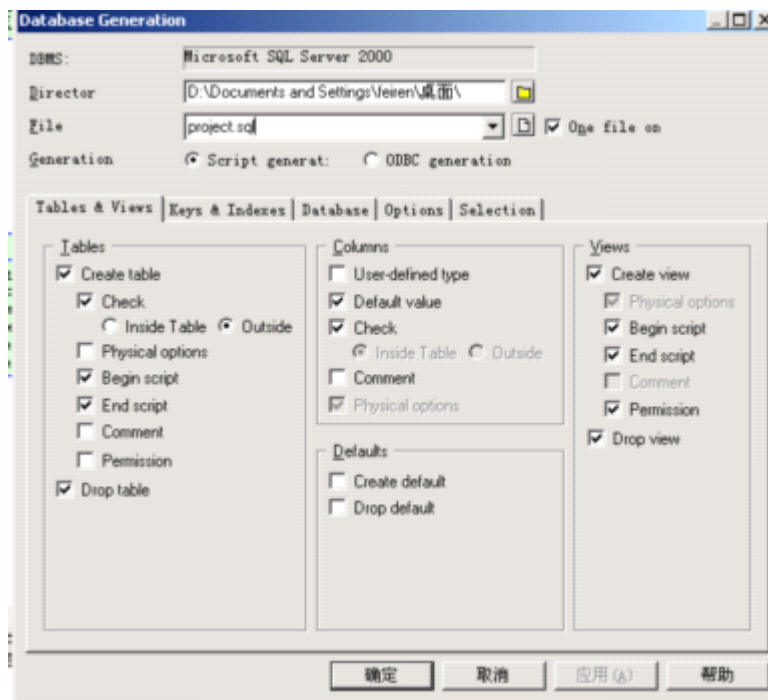 Database Generation
DBMS: Microsoft SQL Server 2000
Director D:\Documents and Settings\feiren\桌面\
File project.sql One file on
Generation Script generat: ODBC generation
Tables & Views Keys & Indexes Database Options Selection
Tables
Create table
Check
Inside Table Outside
Physical options
Begin script
End script
Comment
Permission
Drop table
Columns
User-defined type
Default value
Check
Inside Table Outside
Comment
Physical options
Defaults
Create default
Drop default
Views
Create view
Physical options
Begin script
End script
Comment
Permission
Drop view
确定 取消 应用(A) 帮助